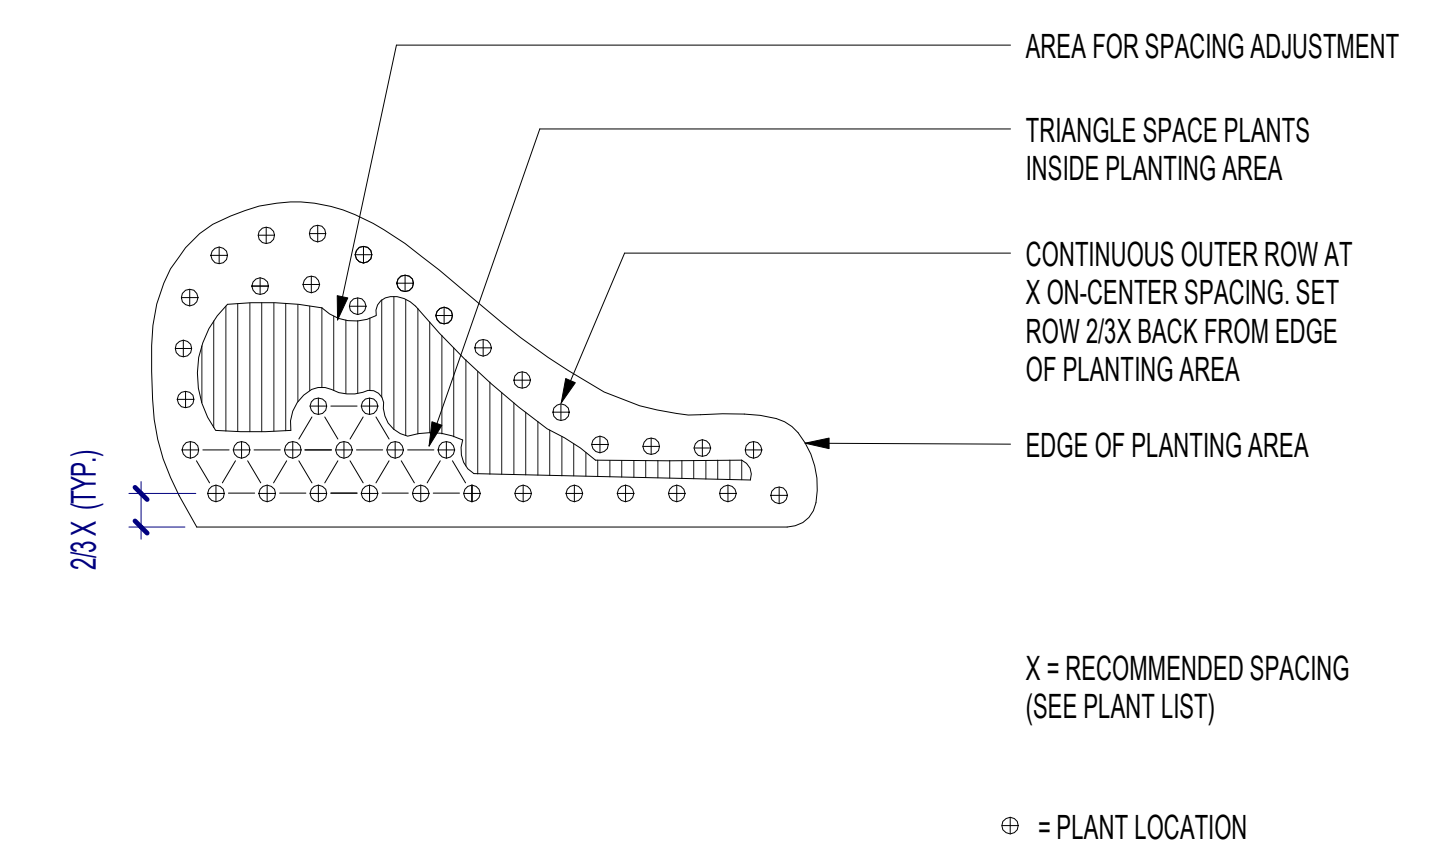 AREA FOR SPACING ADJUSTMENT
TRIANGLE SPACE PLANTS
INSIDE PLANTING AREA
CONTINUOUS OUTER ROW AT
X ON-CENTER SPACING. SET
ROW 2/3X BACK FROM EDGE
OF PLANTING AREA
EDGE OF PLANTING AREA
2/3 X (TYP.)
X = RECOMMENDED SPACING
(SEE PLANT LIST)
= PLANT LOCATION